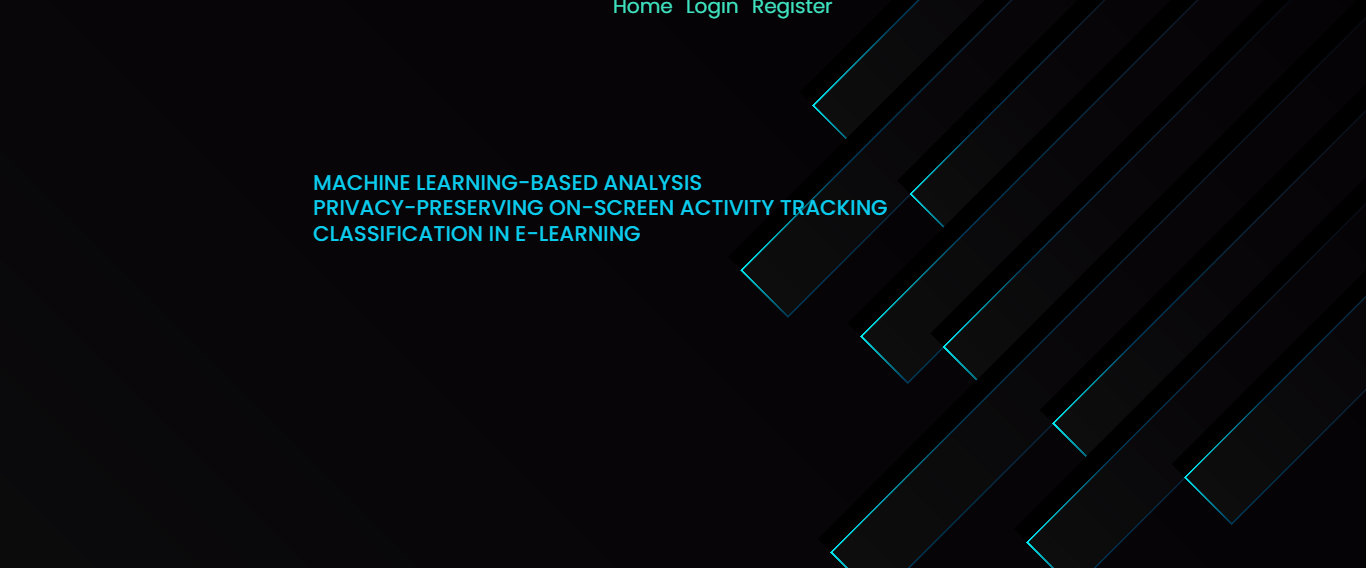 Home Login Register
MACHINE LEARNING-BASED ANALYSIS
PRIVACY-PRESERVING ON-SCREEN ACTIVITY TRACKING
CLASSIFICATION IN E-LEARNING